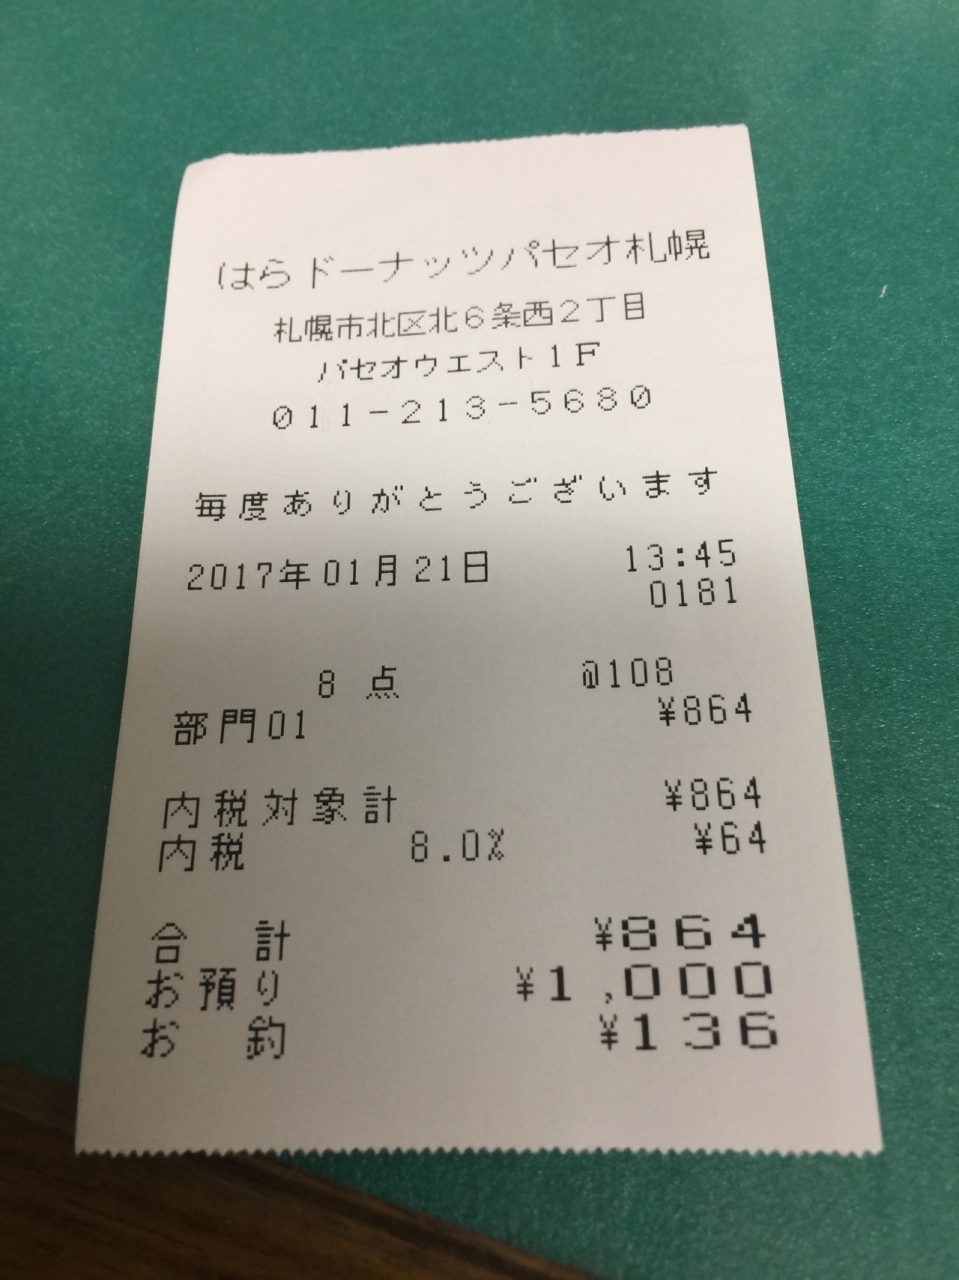 はらドーナッツパセオ札幌
札幌市北区北6条西2丁目
パセオウエスト1F
011-213-5680
毎度ありがとうございます
2017年01月21日 13:45
0181
8点 @108
部門01 ¥864
内税対象計 ¥864
内税 8.0% ¥64
合計 ¥864
お預り ¥1,000
お釣 ¥136